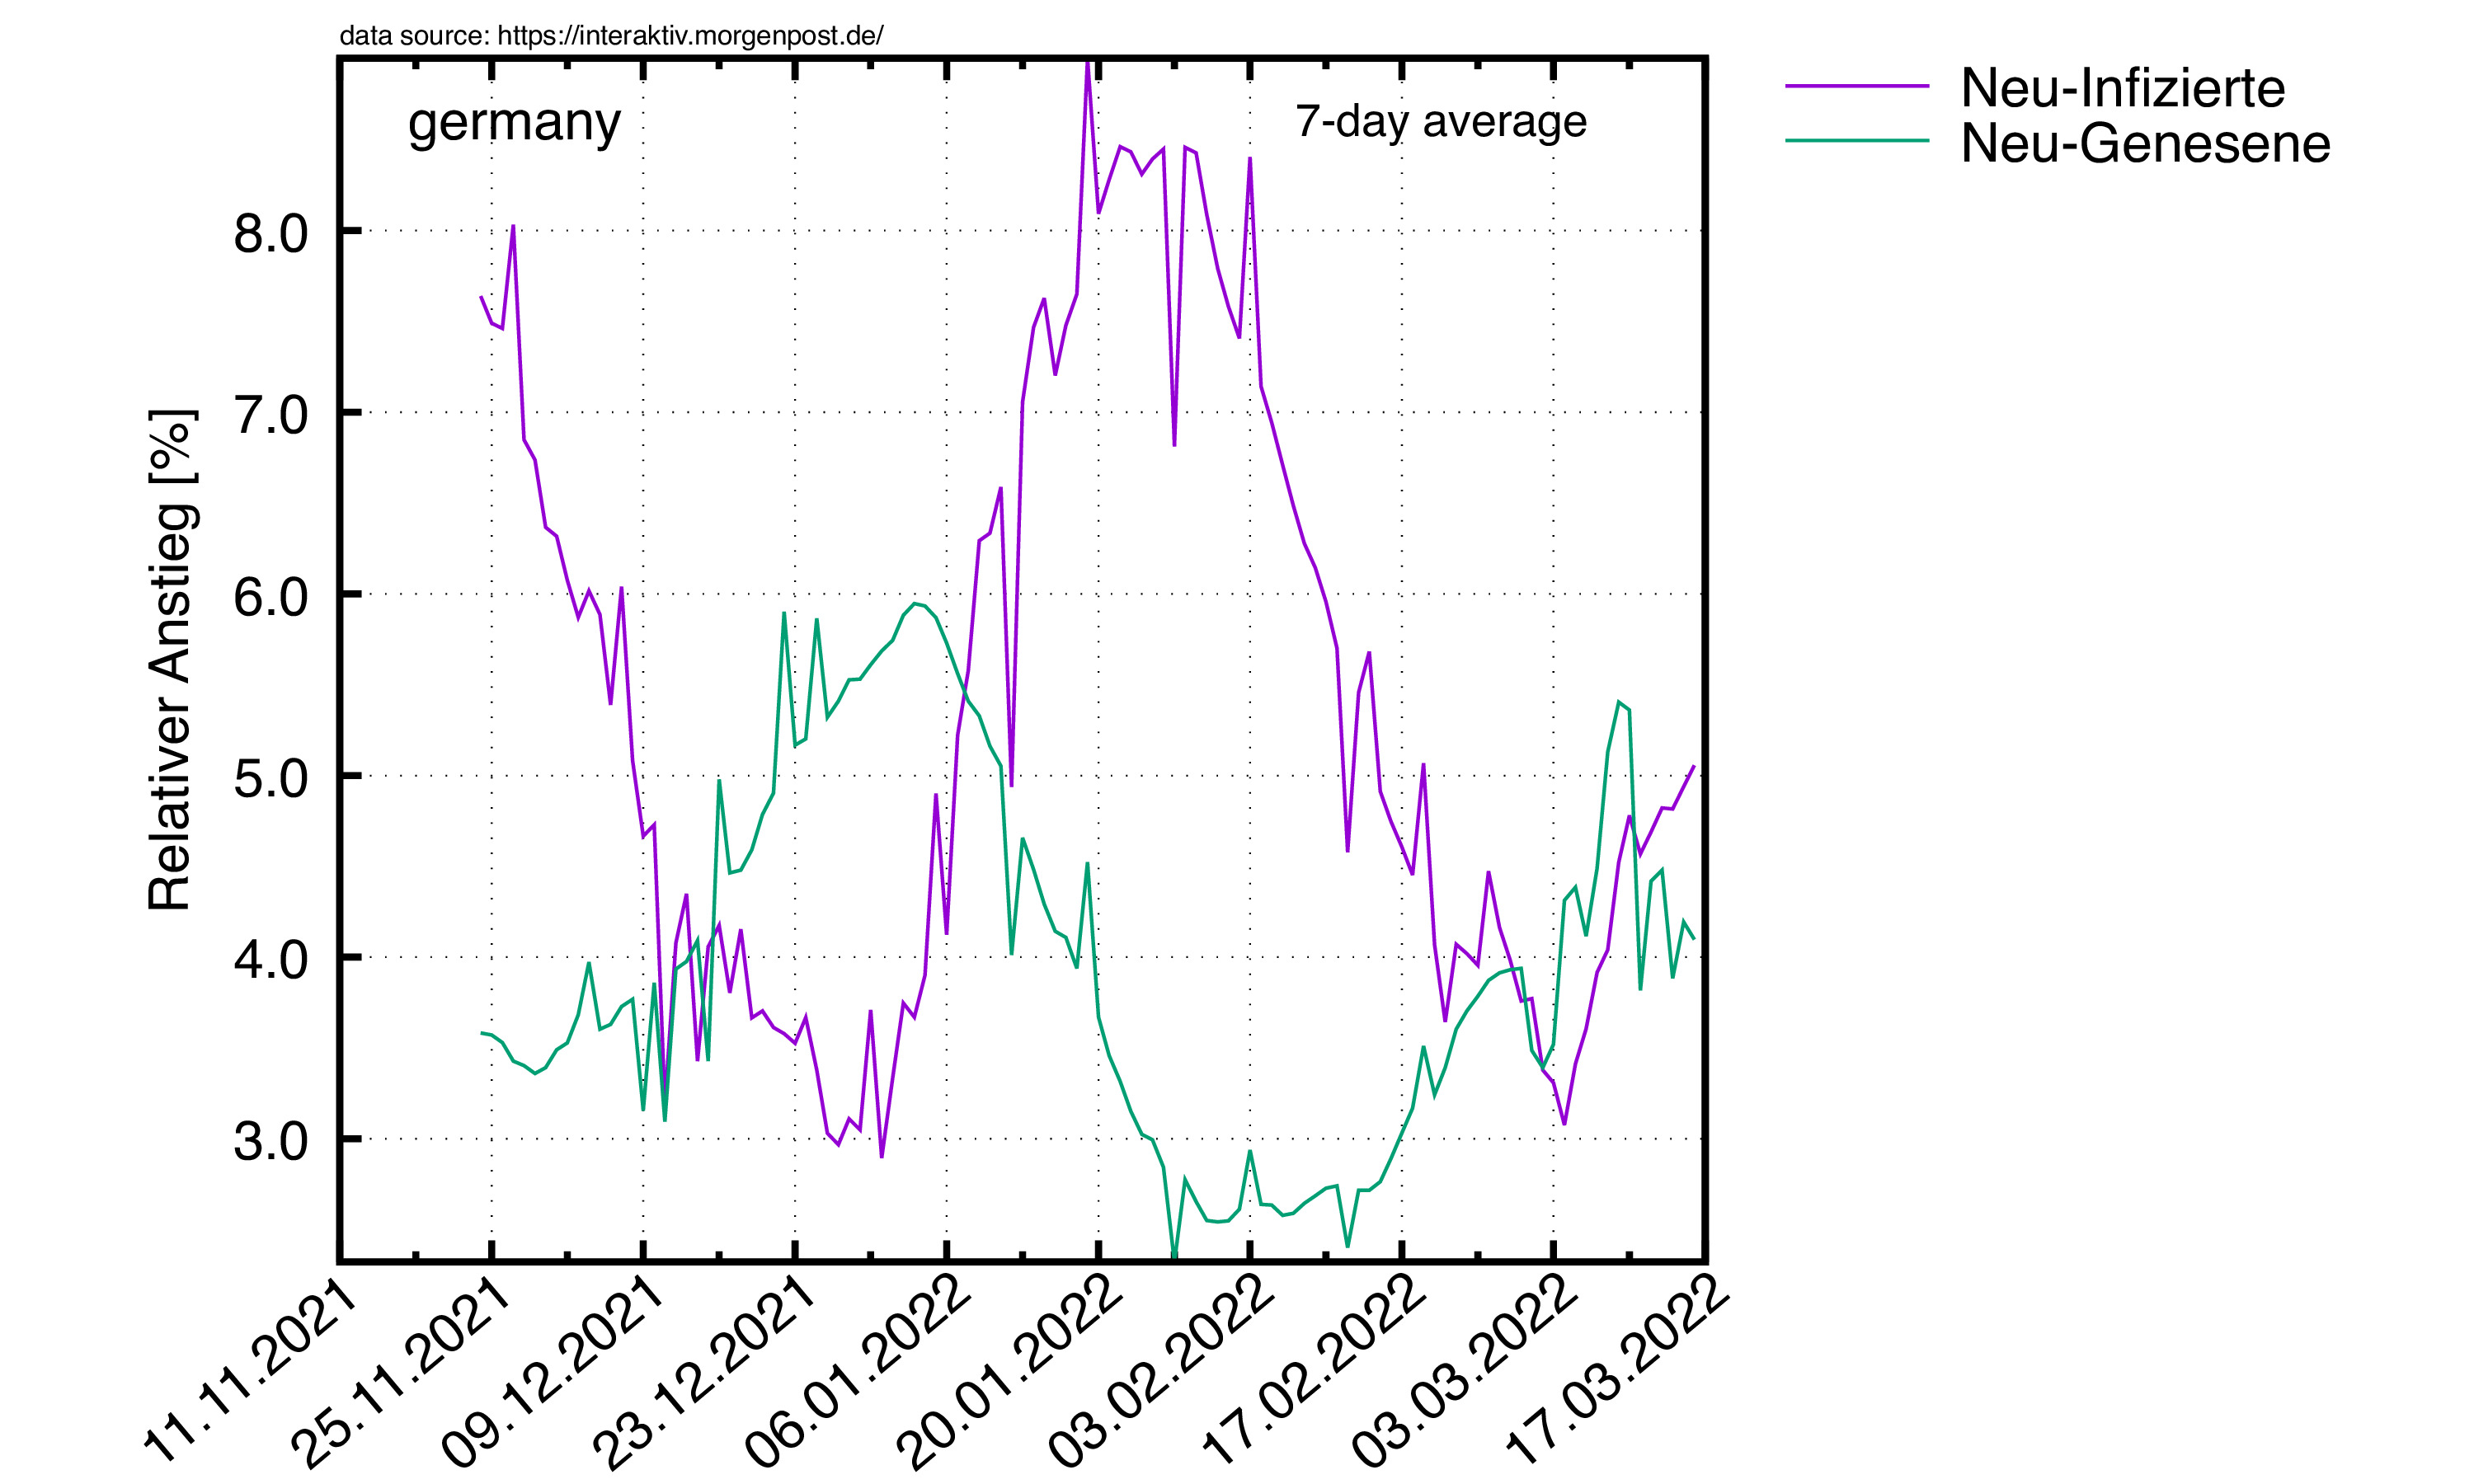 data source: https://interaktiv.morgenpost.de/
germany
7-day average
Neu-Infizierte
Neu-Genesene
Relativer Anstieg [%]
8.0
7.0
6.0
5.0
4.0
3.0
11.11.2021
25.11.2021
09.12.2021
23.12.2021
06.01.2022
20.01.2022
03.02.2022
17.02.2022
03.03.2022
17.03.2022